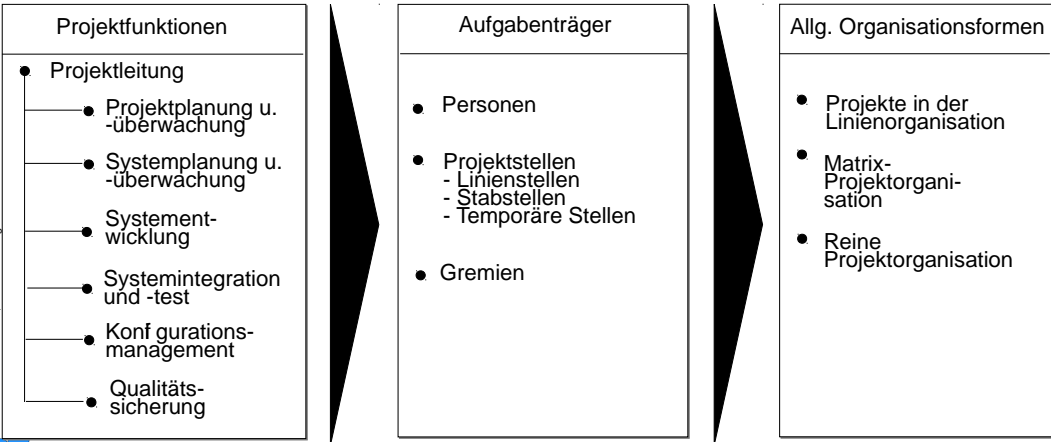 Projektfunktionen
Projektleitung
Projektplanung u.
-überwachung
Systemplanung u.
-überwachung
Systement-
wicklung
Systemintegration
und -test
Konf gurations-
management
Qualitäts-
sicherung
Aufgabenträger
Personen
Projektstellen
- Linienstellen
- Stabstellen
- Temporäre Stellen
Gremien
Allg. Organisationsformen
Projekte in der
Linienorganisation
Matrix-
Projektorgani-
sation
Reine
Projektorganisation